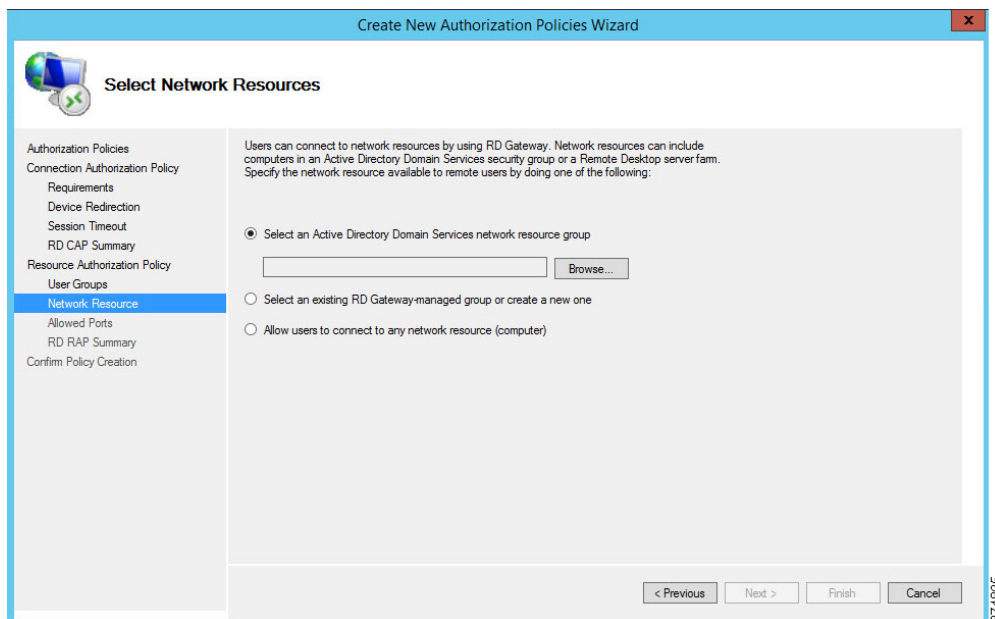 Create New Authorization Policies Wizard
x
Select Network Resources
Authorization Policies
Connection Authorization Policy
Requirements
Device Redirection
Session Timeout
RD CAP Summary
Resource Authorization Policy
User Groups
Network Resource
Allowed Ports
RD RAP Summary
Confirm Policy Creation
Users can connect to network resources by using RD Gateway. Network resources can include
computers in an Active Directory Domain Services security group or a Remote Desktop server farm.
Specify the network resource available to remote users by doing one of the following:
Select an Active Directory Domain Services network resource group
Browse...
Select an existing RD Gateway-managed group or create a new one
Allow users to connect to any network resource (computer)
< Previous
Next >
Finish
Cancel